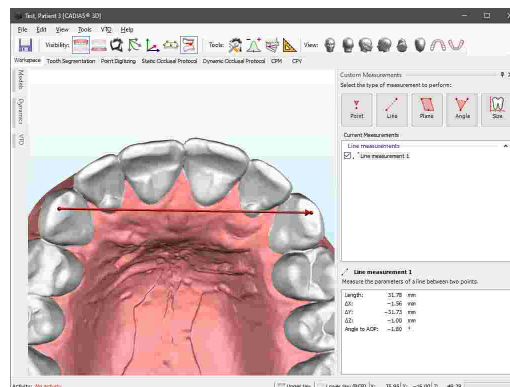 Test, Patient 3 [CADIAS® 3D]
File Edit View Tools VTO Help
Visibility: Tools: View:
Workspace Tooth Segmentation Point Digitizing Static Occlusal Protocol Dynamic Occlusal Protocol CPM CPV
Models
Dynamics
VTO
Custom Measurements
Select the type of measurement to perform:
Point Line Plane Angle Size
Current Measurements
Line measurements
Line measurement 1
Line measurement 1
Measure the parameters of a line between two points.
Length: 31.78 mm
ΔX: −1.56 mm
ΔY: −31.73 mm
ΔZ: −1.00 mm
Angle to AOP: −1.80 °
Activity: No activity